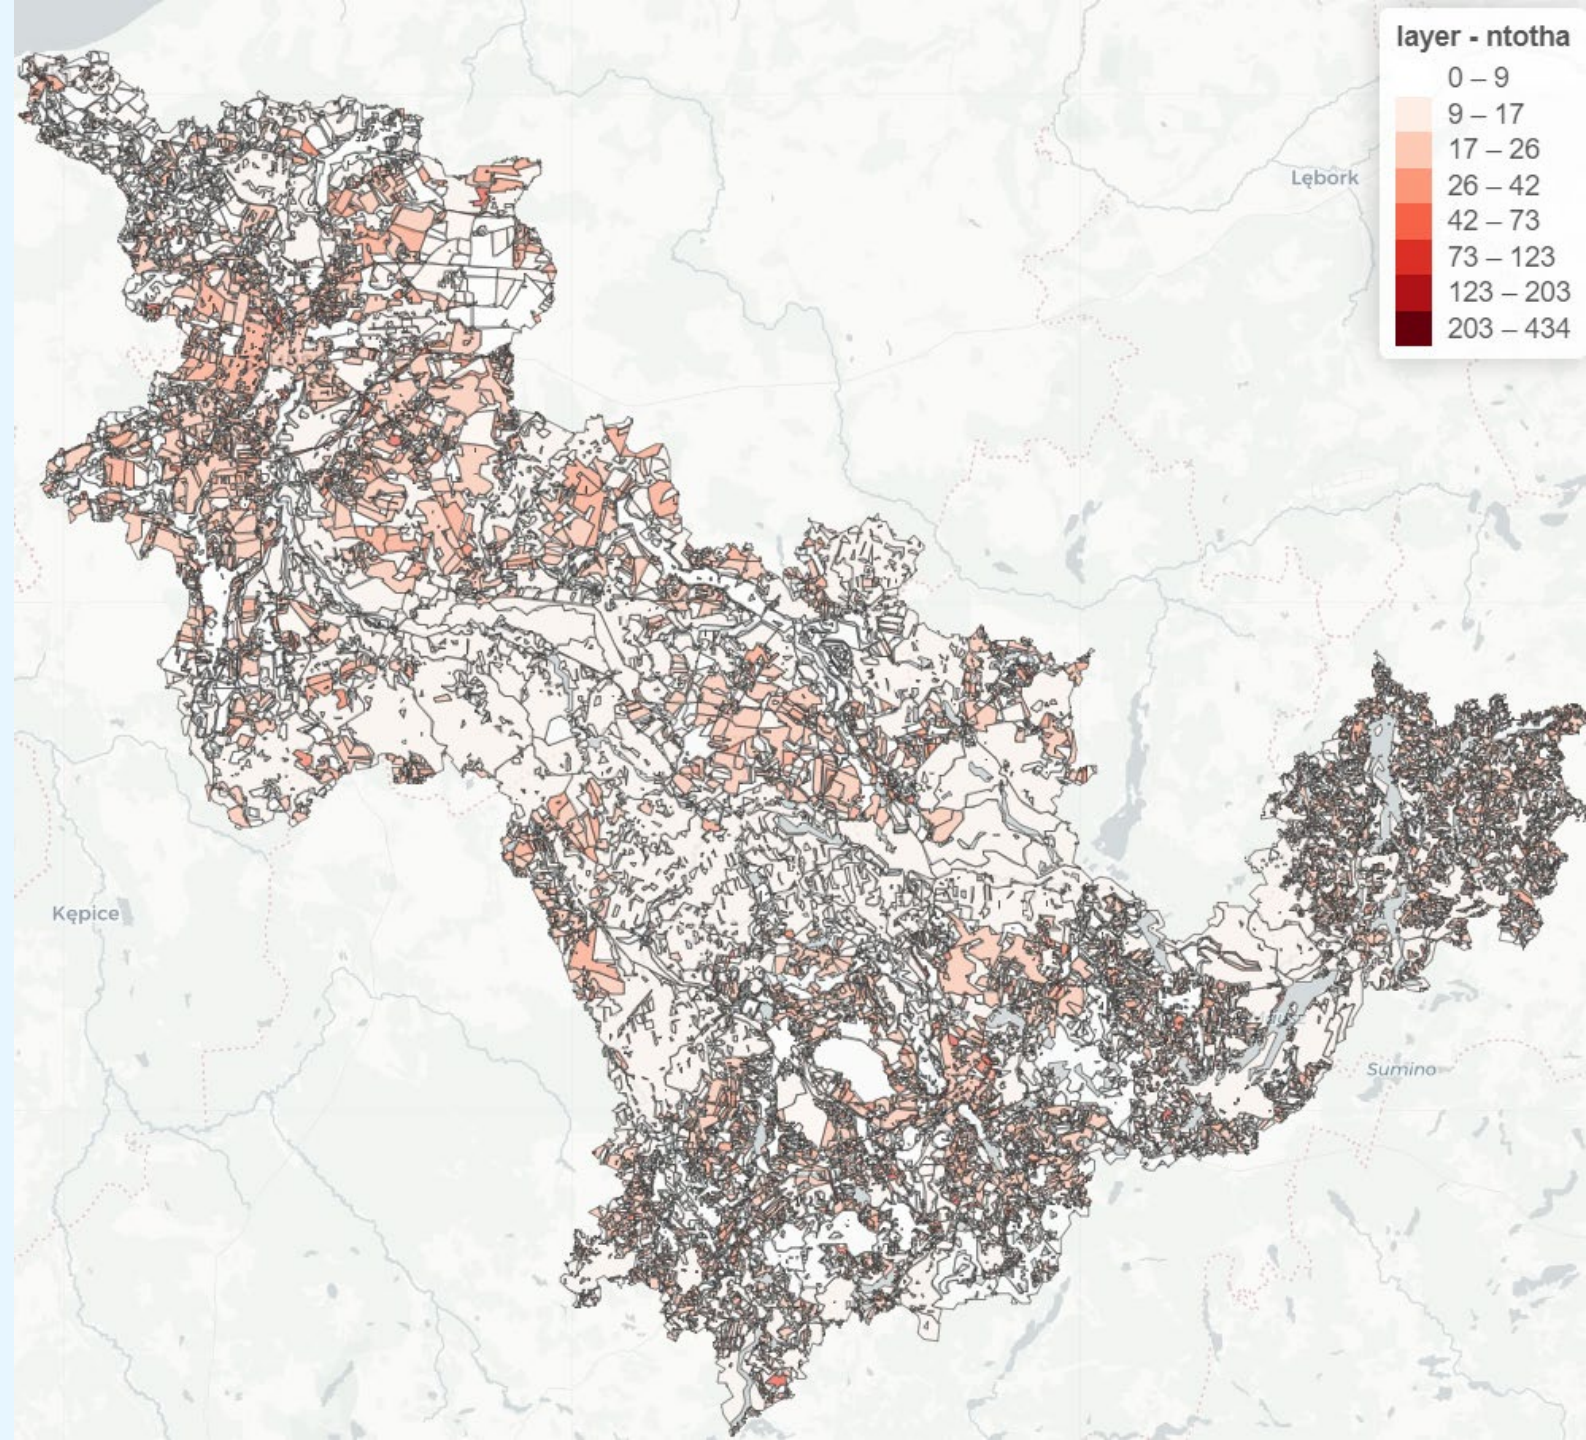 layer - ntotha
0 – 9
9 – 17
17 – 26
26 – 42
42 – 73
73 – 123
123 – 203
203 – 434
Lębork
Kępice
Sumino